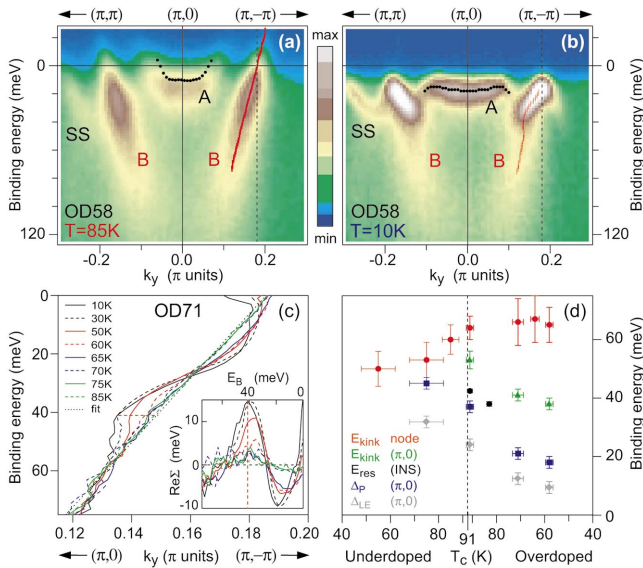 (π,π) (π,0) (π,−π)
(π,π) (π,0) (π,−π)
Binding energy (meV)
0
120
(a)
A
SS
B B
OD58
T=85K
-0.2 0.0 0.2
k_y (π units)
max
min
(b)
A
SS
B B
OD58
T=10K
-0.2 0.0 0.2
k_y (π units)
0
120
Binding energy (meV)
Binding energy (meV)
0
20
40
60
OD71 (c)
10K
30K
50K
60K
65K
70K
75K
85K
fit
E_B (meV)
80 40 0
ReΣ (meV)
10
0
-10
0.12 0.14 0.16 0.18 0.20
(π,0) k_y (π units) (π,−π)
(d)
E_kink node
E_kink (π,0)
E_res (INS)
Δ_P (π,0)
Δ_LE (π,0)
60
40
20
0
Binding energy (meV)
40 60 80 91 80 60 40
Underdoped T_c (K) Overdoped